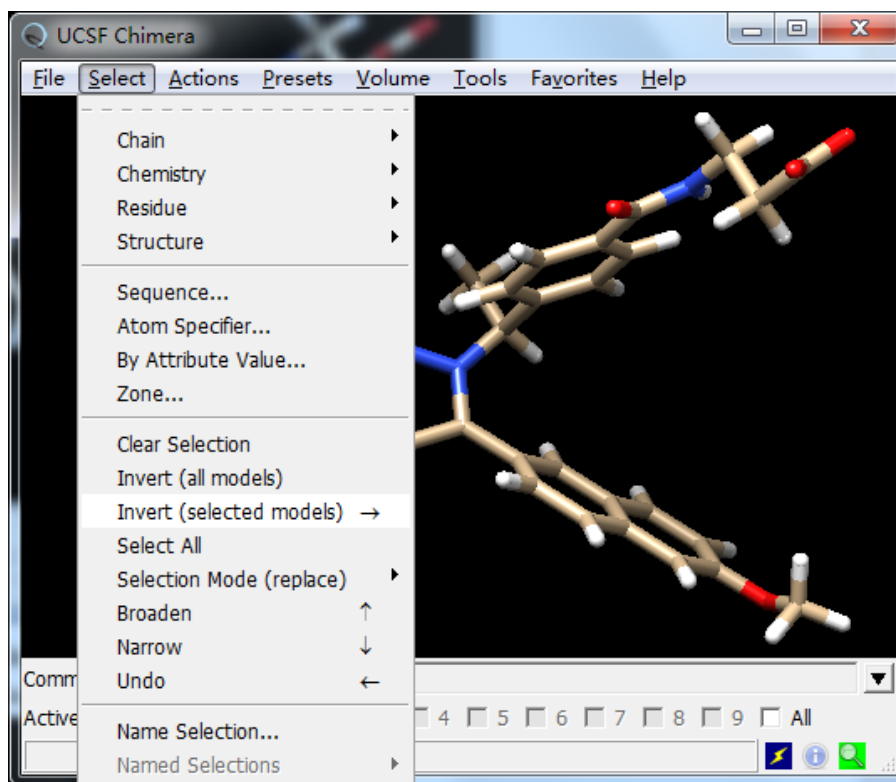 UCSF Chimera
File Select Actions Presets Volume Tools Favorites Help
Chain
Chemistry
Residue
Structure
Sequence...
Atom Specifier...
By Attribute Value...
Zone...
Clear Selection
Invert (all models)
Invert (selected models) →
Select All
Selection Mode (replace)
Broaden ↑
Narrow ↓
Undo ←
Comm
Active 4 5 6 7 8 9 All
Name Selection...
Named Selections